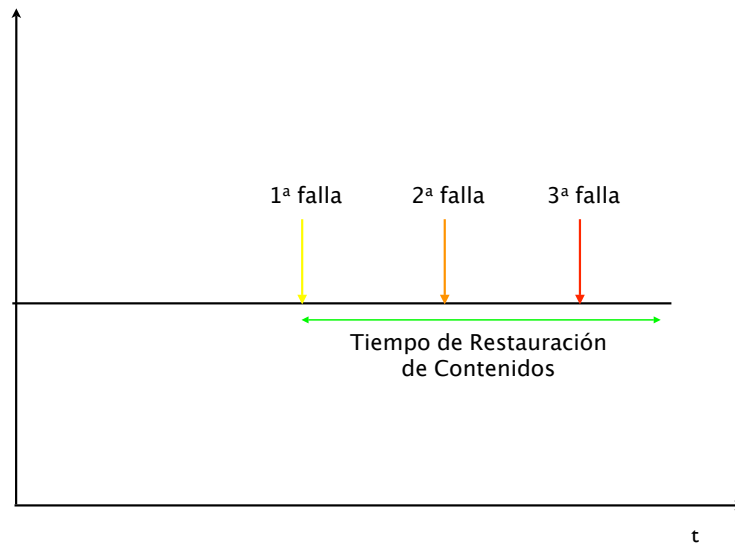 1ª falla
2ª falla
3ª falla
Tiempo de Restauración
de Contenidos
t